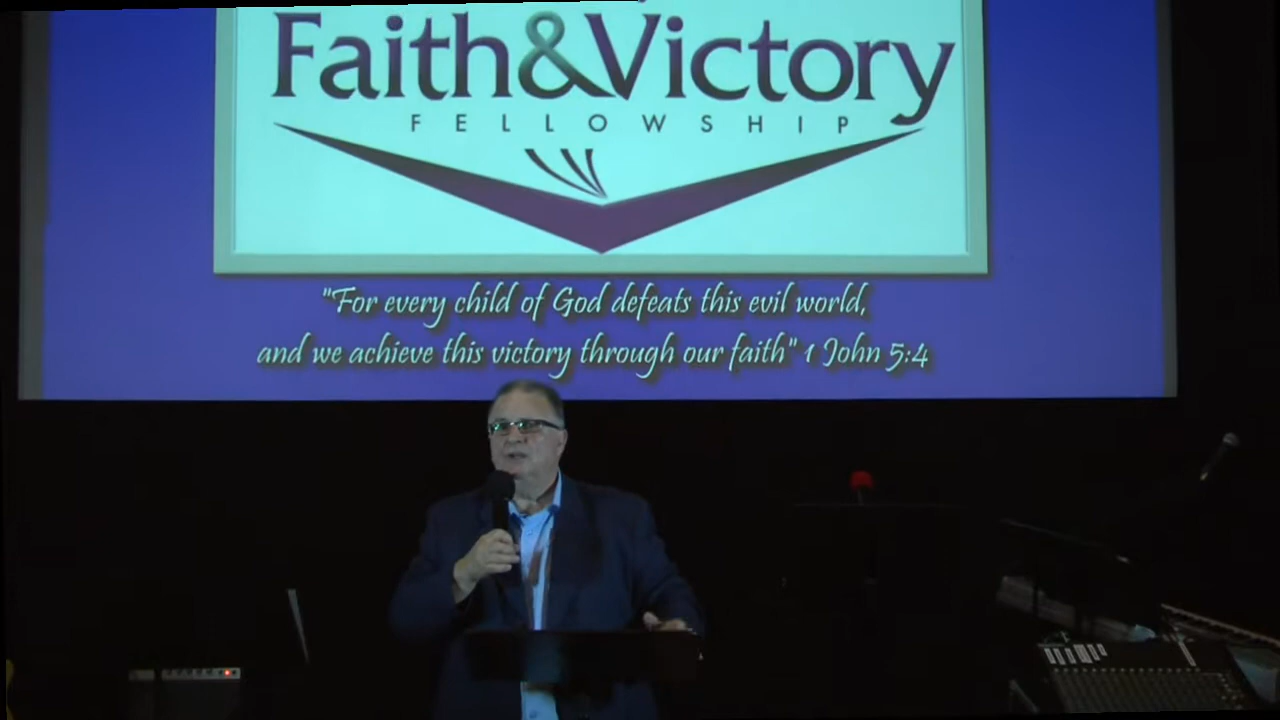 Faith&Victory
FELLOWSHIP
"For every child of God defeats this evil world,
and we achieve this victory through our faith" 1 John 5:4